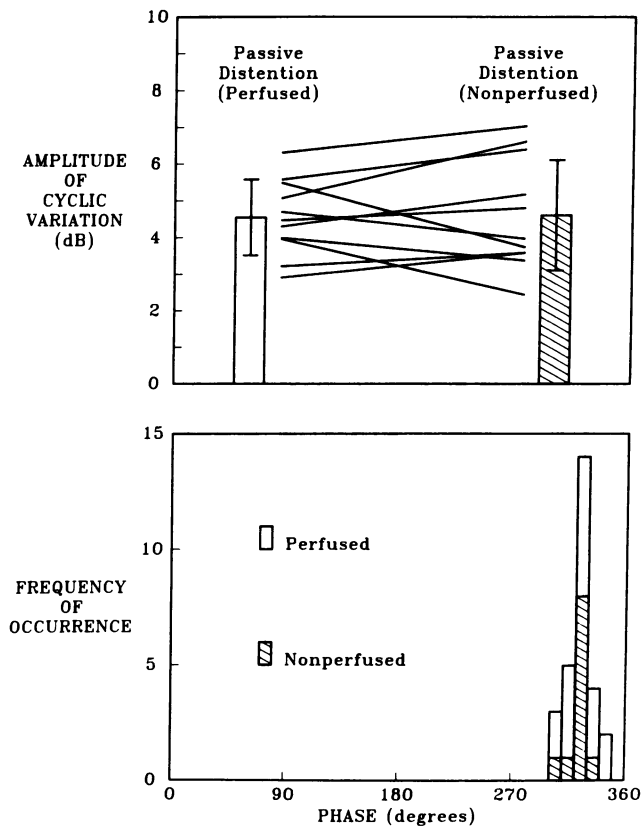 10
8
6
4
2
0
AMPLITUDE
OF
CYCLIC
VARIATION
(dB)
Passive
Distention
(Perfused)
Passive
Distention
(Nonperfused)
15
10
5
0
FREQUENCY
OF
OCCURRENCE
Perfused
Nonperfused
0 90 180 270 360
PHASE (degrees)